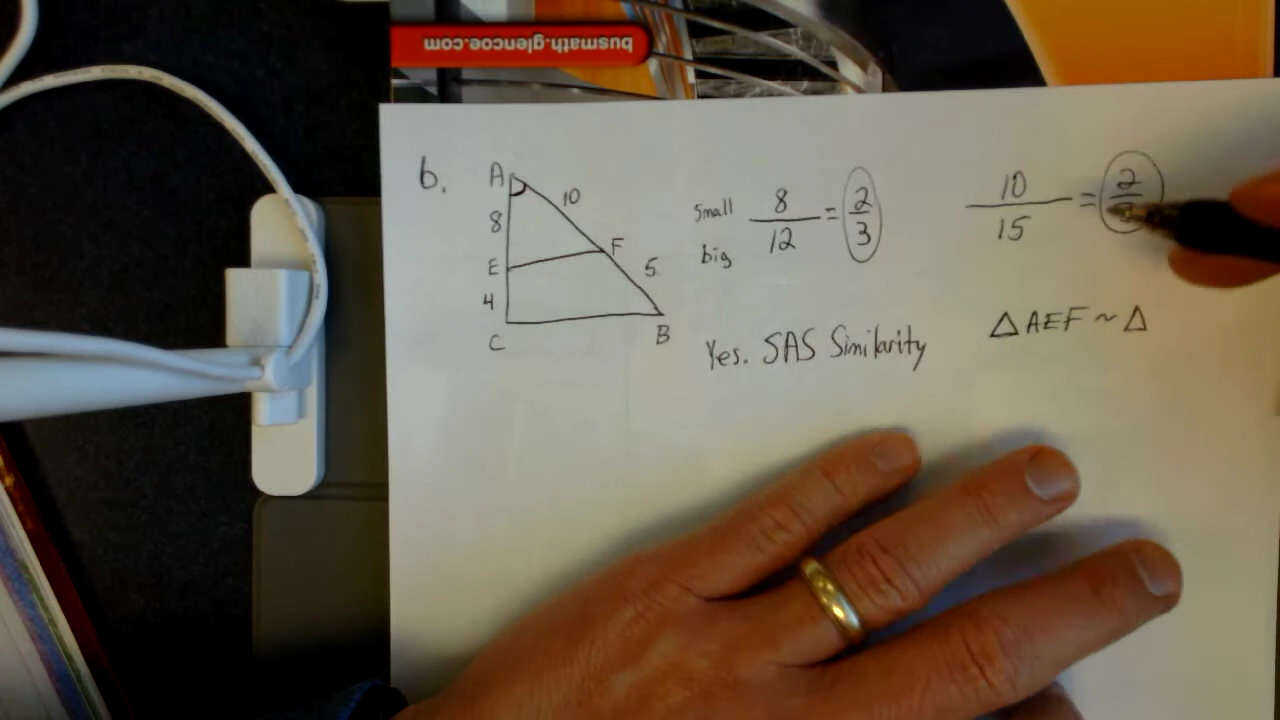 busmath.glencoe.com
b.
A
10
8
F
E
5
4
C
B
Small 8/12 = 2/3
big
10/15 = 2
Yes. SAS Similarity
△AEF ~ △